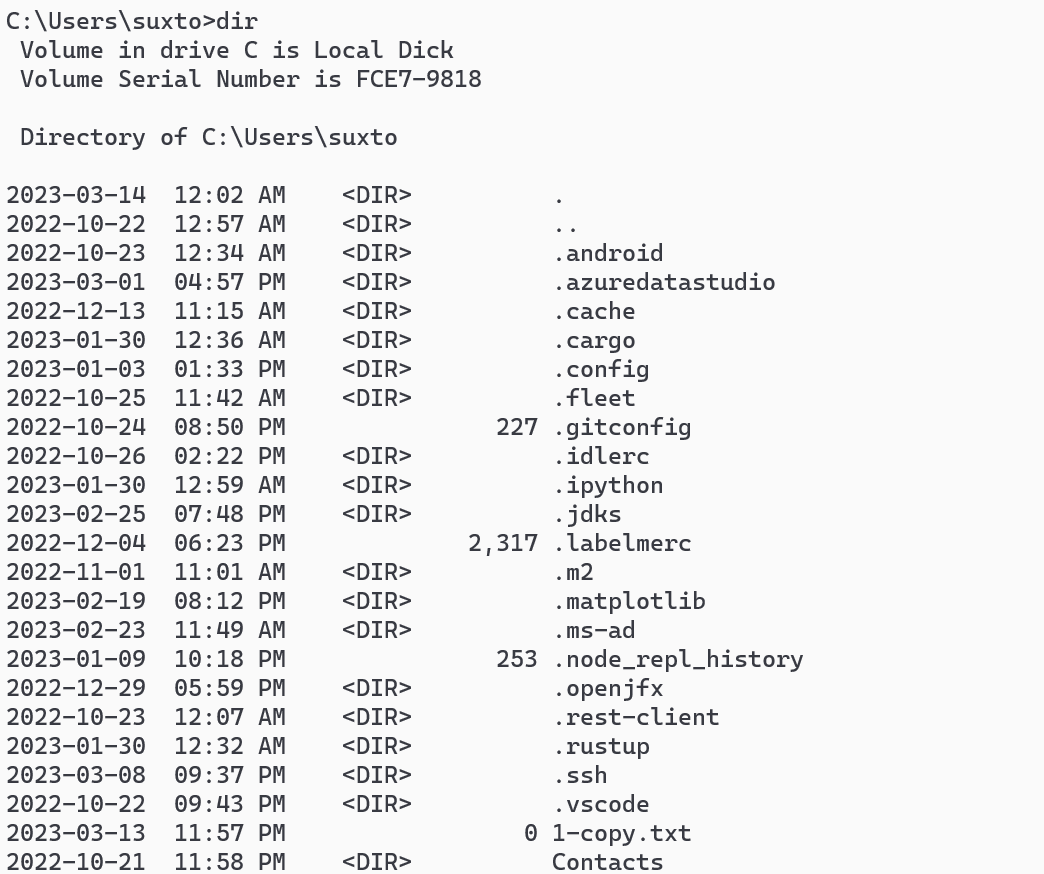 C:\Users\suxto>dir
 Volume in drive C is Local Dick
 Volume Serial Number is FCE7-9818

 Directory of C:\Users\suxto

2023-03-14  12:02 AM    <DIR>          .
2022-10-22  12:57 AM    <DIR>          ..
2022-10-23  12:34 AM    <DIR>          .android
2023-03-01  04:57 PM    <DIR>          .azuredatastudio
2022-12-13  11:15 AM    <DIR>          .cache
2023-01-30  12:36 AM    <DIR>          .cargo
2023-01-03  01:33 PM    <DIR>          .config
2022-10-25  11:42 AM    <DIR>          .fleet
2022-10-24  08:50 PM               227 .gitconfig
2022-10-26  02:22 PM    <DIR>          .idlerc
2023-01-30  12:59 AM    <DIR>          .ipython
2023-02-25  07:48 PM    <DIR>          .jdks
2022-12-04  06:23 PM             2,317 .labelmerc
2022-11-01  11:01 AM    <DIR>          .m2
2023-02-19  08:12 PM    <DIR>          .matplotlib
2023-02-23  11:49 AM    <DIR>          .ms-ad
2023-01-09  10:18 PM               253 .node_repl_history
2022-12-29  05:59 PM    <DIR>          .openjfx
2022-10-23  12:07 AM    <DIR>          .rest-client
2023-01-30  12:32 AM    <DIR>          .rustup
2023-03-08  09:37 PM    <DIR>          .ssh
2022-10-22  09:43 PM    <DIR>          .vscode
2023-03-13  11:57 PM                 0 1-copy.txt
2022-10-21  11:58 PM    <DIR>          Contacts